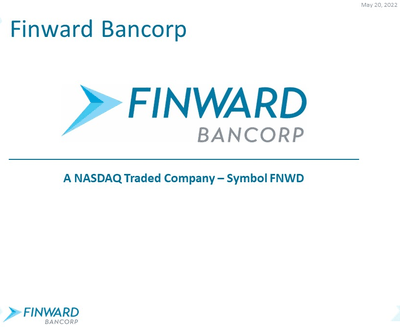 May 20, 2022
Finward Bancorp
FINWARD
BANCORP
A NASDAQ Traded Company – Symbol FNWD
FINWARD
BANCORP